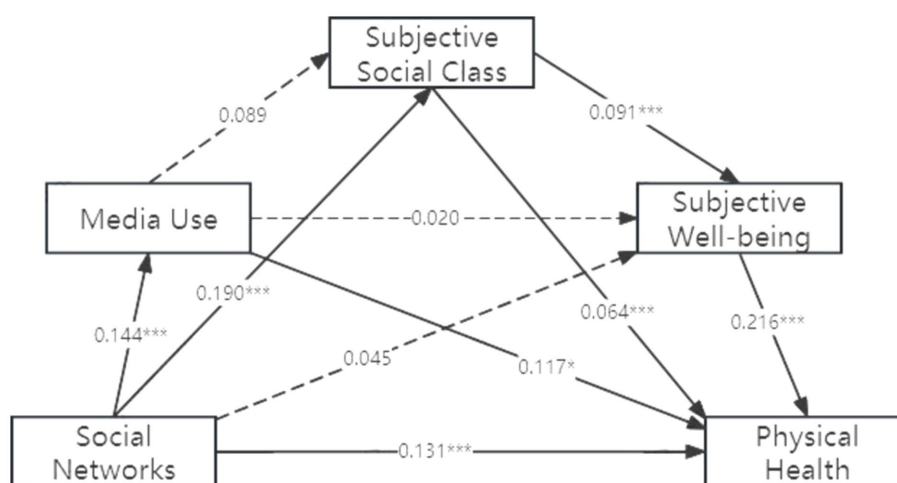 Subjective
Social Class
0.089
0.091***
Media Use
0.020
Subjective
Well-being
0.190***
0.064***
0.144***
0.216***
0.045
0.117*
Social
Networks
0.131***
Physical
Health